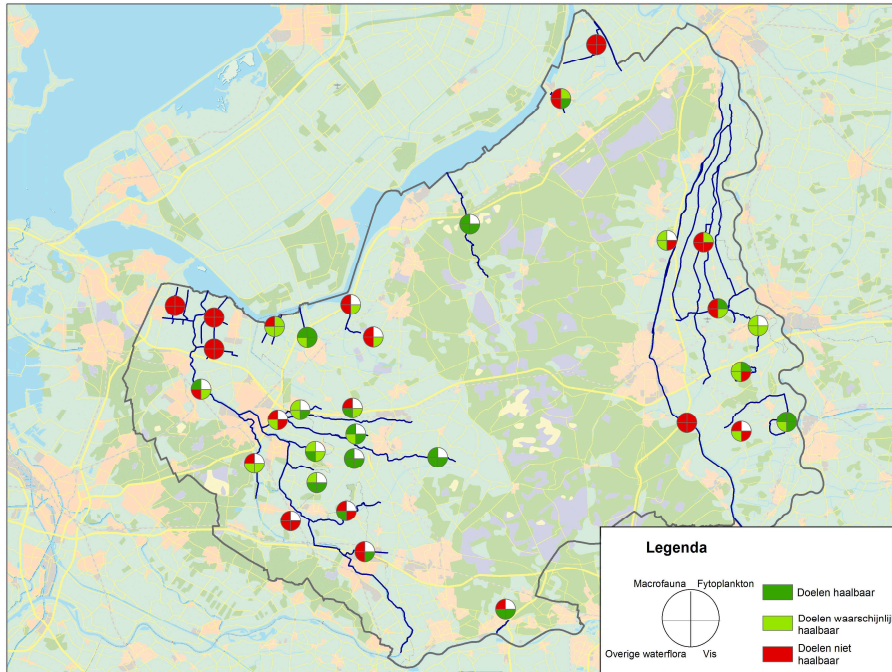 Legenda
Macrofauna Fytoplankton
Overige waterflora Vis
Doelen haalbaar
Doelen waarschijnlij
haalbaar
Doelen niet
haalbaar